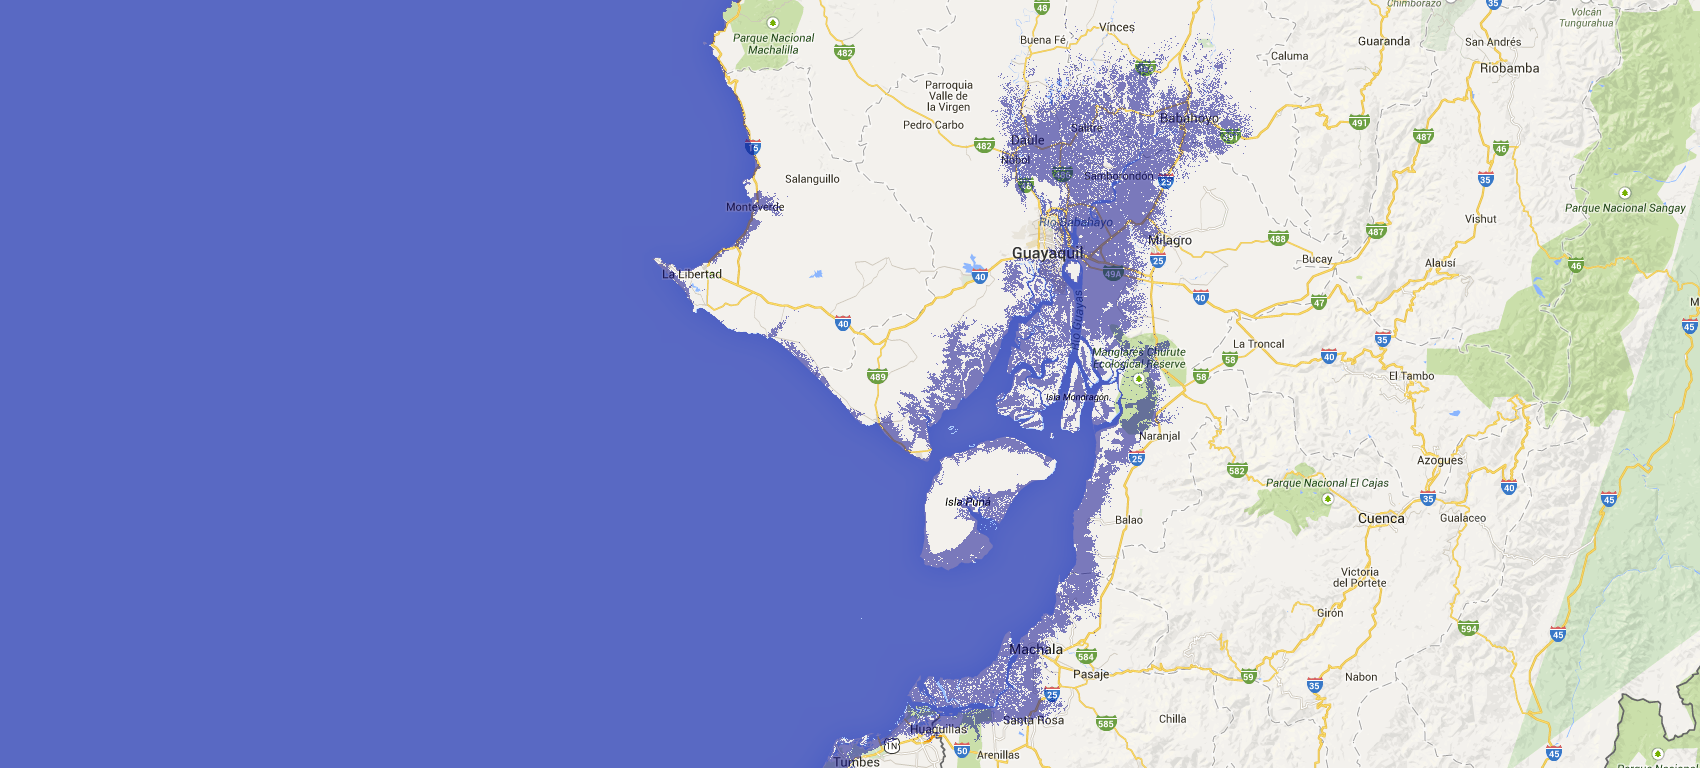 Chimborazo
48
35
Volcán
Tungurahua
Vínces
Parque Nacional
Machalilla
Buena Fé
Guaranda
San Andrés
482
Caluma
Riobamba
Parroquia
Valle de
la Virgen
Pedro Carbo
Babahoyo
491
Salitre
Daule
487
15
482
46
Nobol
Salanguillo
Samborondón
25
35
Parque Nacional Sangay
Monteverde
Río Babahoyo
Vishut
487
488
Milagro
Guayaquil
25
Bucay
Alausí
46
La Libertad
40
49A
40
47
Río Guayas
40
45
35
La Troncal
Manglares Churute
Ecological Reserve
58
40
489
58
El Tambo
Isla Mondragón
Naranjal
25
582
Azogues
Parque Nacional El Cajas
40
35
45
Isla Puná
Balao
Cuenca
Gualaceo
Victoria
del Portete
Girón
594
45
Machala
584
Pasaje
59
Nabon
35
25
Santa Rosa
585
Chilla
Huaquillas
1N
50
Arenillas
45
Tumbes